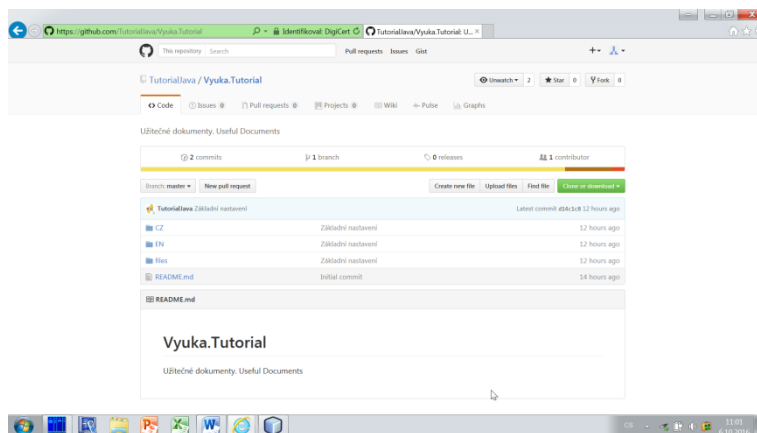 https://github.com/TutorialJava/Vyuka.Tutorial Identifikoval: DigiCert TutorialJava/Vyuka.Tutorial: U...
This repository Search Pull requests Issues Gist
TutorialJava / Vyuka.Tutorial Unwatch 2 Star 0 Fork 0
Code Issues 0 Pull requests 0 Projects 0 Wiki Pulse Graphs
Užitečné dokumenty. Useful Documents
2 commits 1 branch 0 releases 1 contributor
Branch: master New pull request Create new file Upload files Find file Clone or download
TutorialJava Základní nastavení Latest commit d14c1c8 12 hours ago
CZ Základní nastavení 12 hours ago
EN Základní nastavení 12 hours ago
files Základní nastavení 12 hours ago
README.md Initial commit 14 hours ago
README.md
Vyuka.Tutorial
Užitečné dokumenty. Useful Documents
CS 11:01
6.10.2016